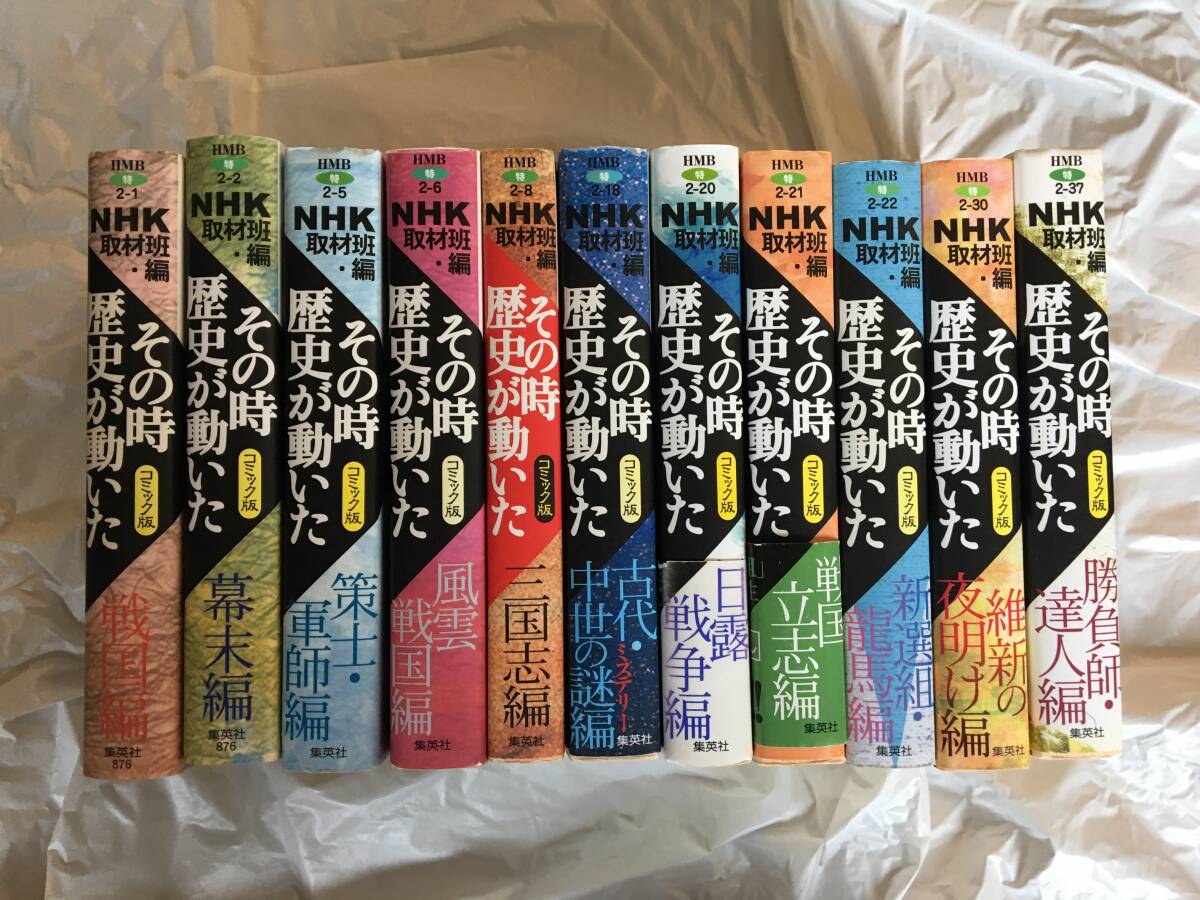 HMB
特
2-1
NHK
取材班・編
その時
歴史が動いた
コミック版
戦国編
集英社
876
HMB
特
2-2
NHK
取材班・編
その時
歴史が動いた
コミック版
幕末編
集英社
876
HMB
特
2-5
NHK
取材班・編
その時
歴史が動いた
コミック版
策士・
軍師編
集英社
HMB
特
2-6
NHK
取材班・編
その時
歴史が動いた
コミック版
風雲
戦国編
集英社
HMB
特
2-8
NHK
取材班・編
その時
歴史が動いた
コミック版
三国志編
集英社
HMB
特
2-18
NHK
取材班・編
その時
歴史が動いた
コミック版
古代・
中世の謎編
ミステリー
集英社
HMB
特
2-20
NHK
取材班・編
その時
歴史が動いた
コミック版
日露
戦争編
集英社
HMB
特
2-21
NHK
取材班・編
その時
歴史が動いた
コミック版
戦国
立志編
集英社
HMB
特
2-22
NHK
取材班・編
その時
歴史が動いた
コミック版
新選組・
龍馬編
集英社
HMB
特
2-30
NHK
取材班・編
その時
歴史が動いた
コミック版
維新の
夜明け編
集英社
HMB
特
2-37
NHK
取材班・編
その時
歴史が動いた
コミック版
勝負師・
達人編
集英社